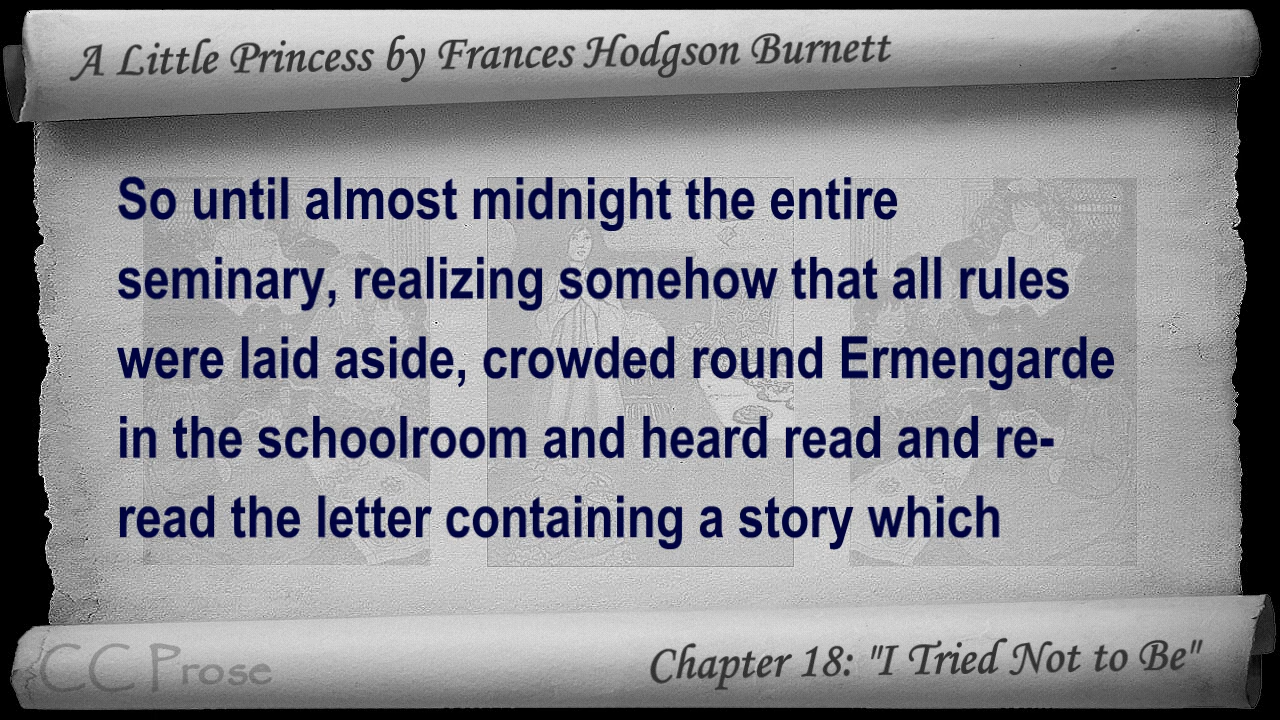 A Little Princess by Frances Hodgson Burnett
So until almost midnight the entire
seminary, realizing somehow that all rules
were laid aside, crowded round Ermengarde
in the schoolroom and heard read and re-
read the letter containing a story which
CC Prose
Chapter 18: "I Tried Not to Be"